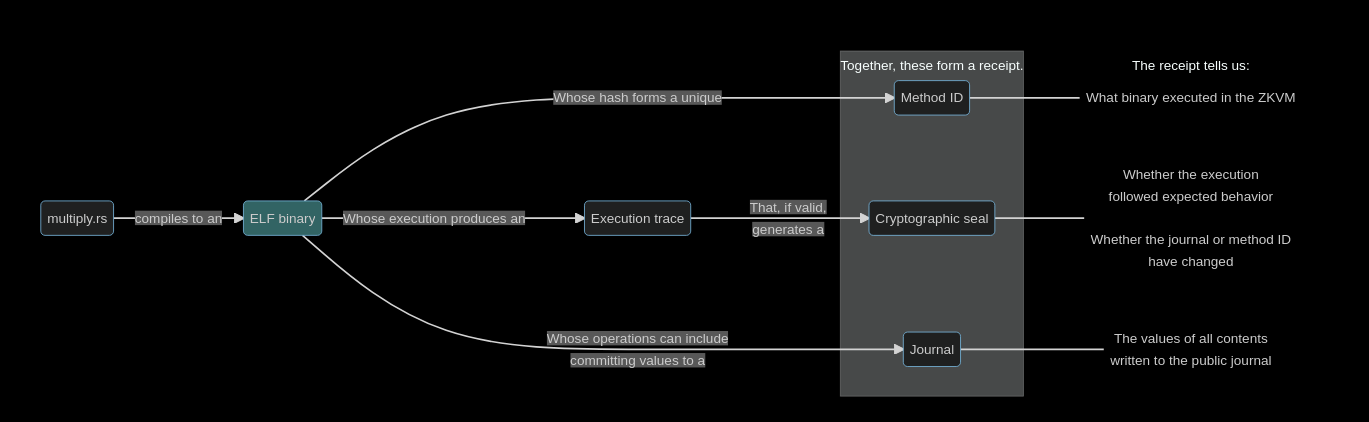 Together, these form a receipt.
The receipt tells us:
Whose hash forms a unique
Method ID
What binary executed in the ZKVM
multiply.rs
compiles to an
ELF binary
Whose execution produces an
Execution trace
That, if valid,
generates a
Cryptographic seal
Whether the execution
followed expected behavior
Whether the journal or method ID
have changed
Whose operations can include
committing values to a
Journal
The values of all contents
written to the public journal